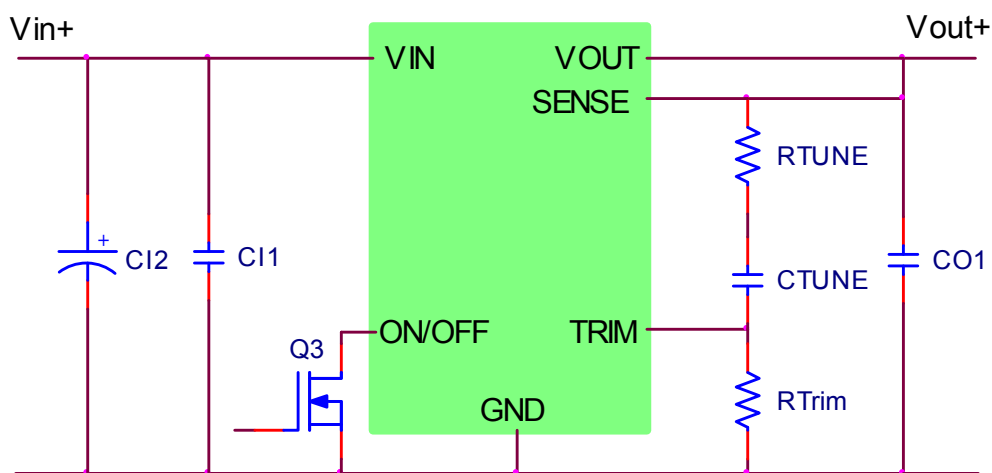 Vin+
Vout+
VIN
VOUT
SENSE
RTUNE
+
CI2
CI1
CTUNE
CO1
ON/OFF
TRIM
Q3
RTrim
GND